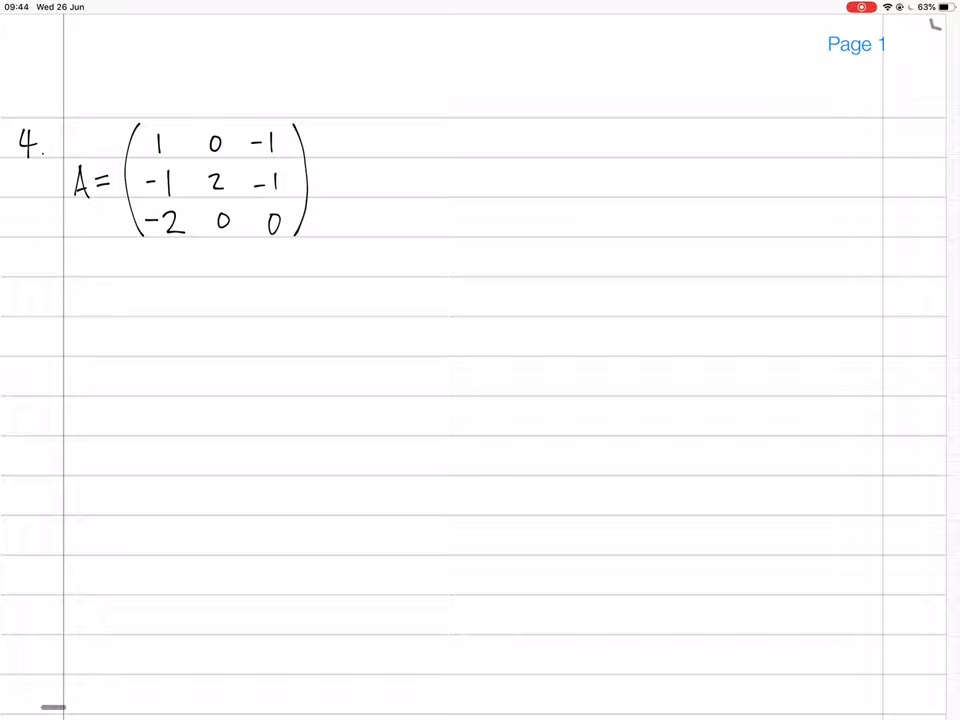 09:44 Wed 26 Jun 63%
Page 1
4.
1 0 -1
A = -1 2 -1
-2 0 0